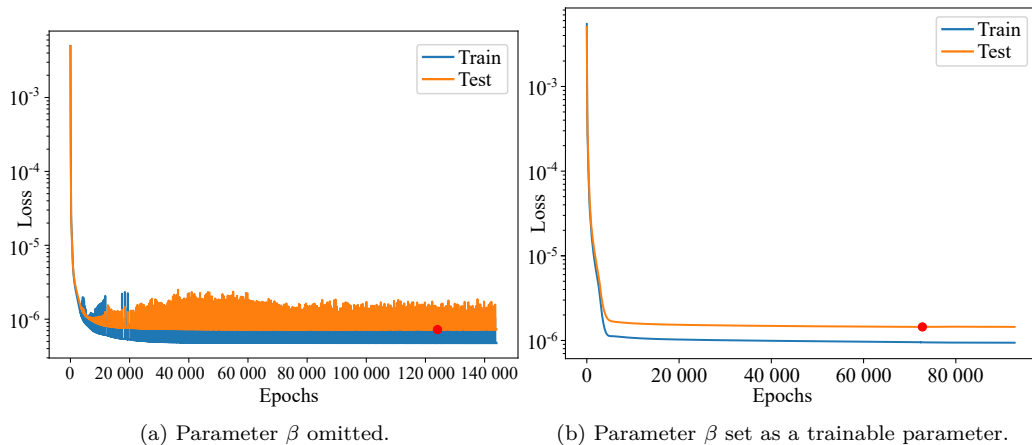 Train
Test
10^-3
10^-4
10^-5
10^-6
Loss
0 20 000 40 000 60 000 80 000 100 000 120 000 140 000
Epochs
(a) Parameter β omitted.
Train
Test
10^-3
10^-4
10^-5
10^-6
Loss
0 20 000 40 000 60 000 80 000
Epochs
(b) Parameter β set as a trainable parameter.